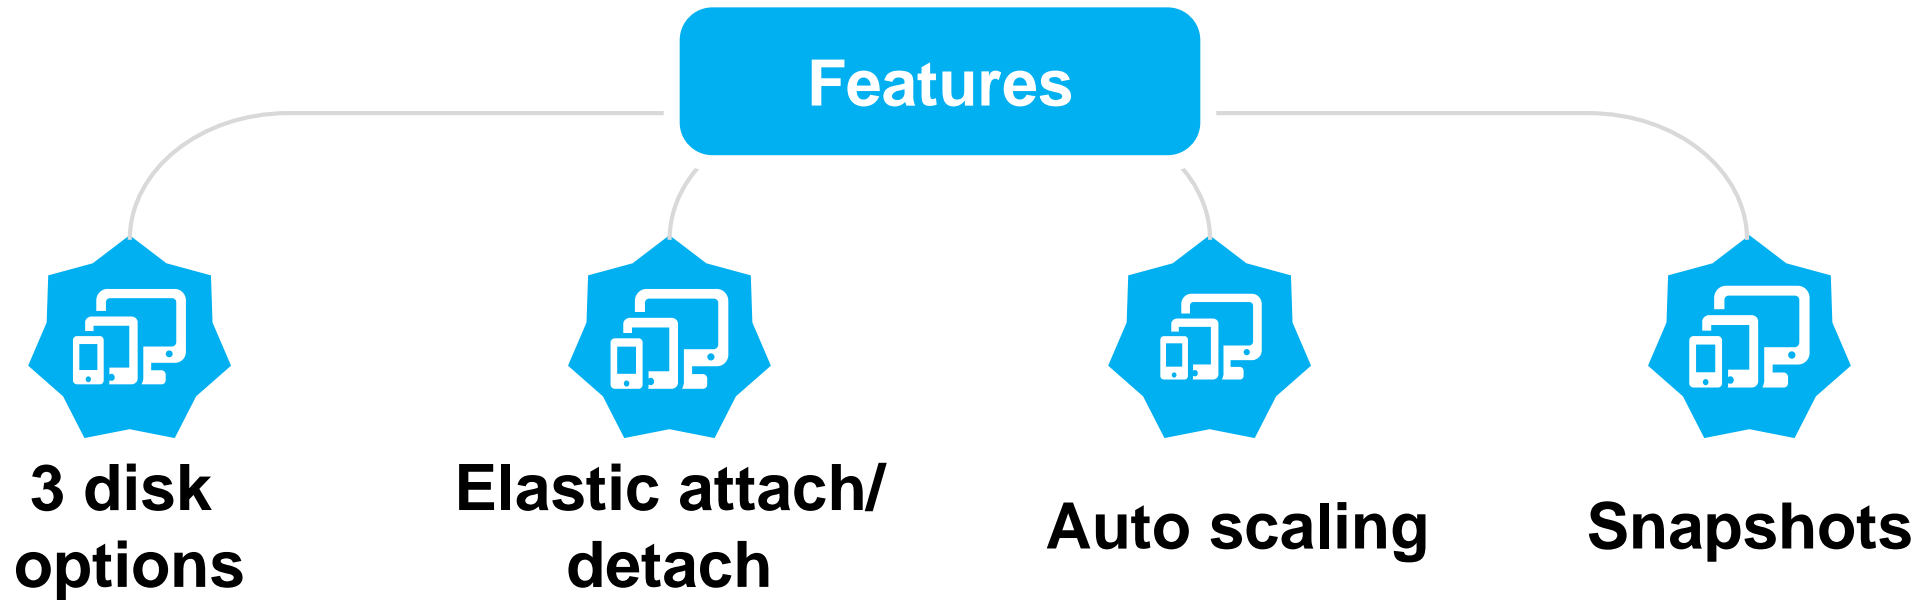 Features
3 disk
options
Elastic attach/
detach
Auto scaling
Snapshots